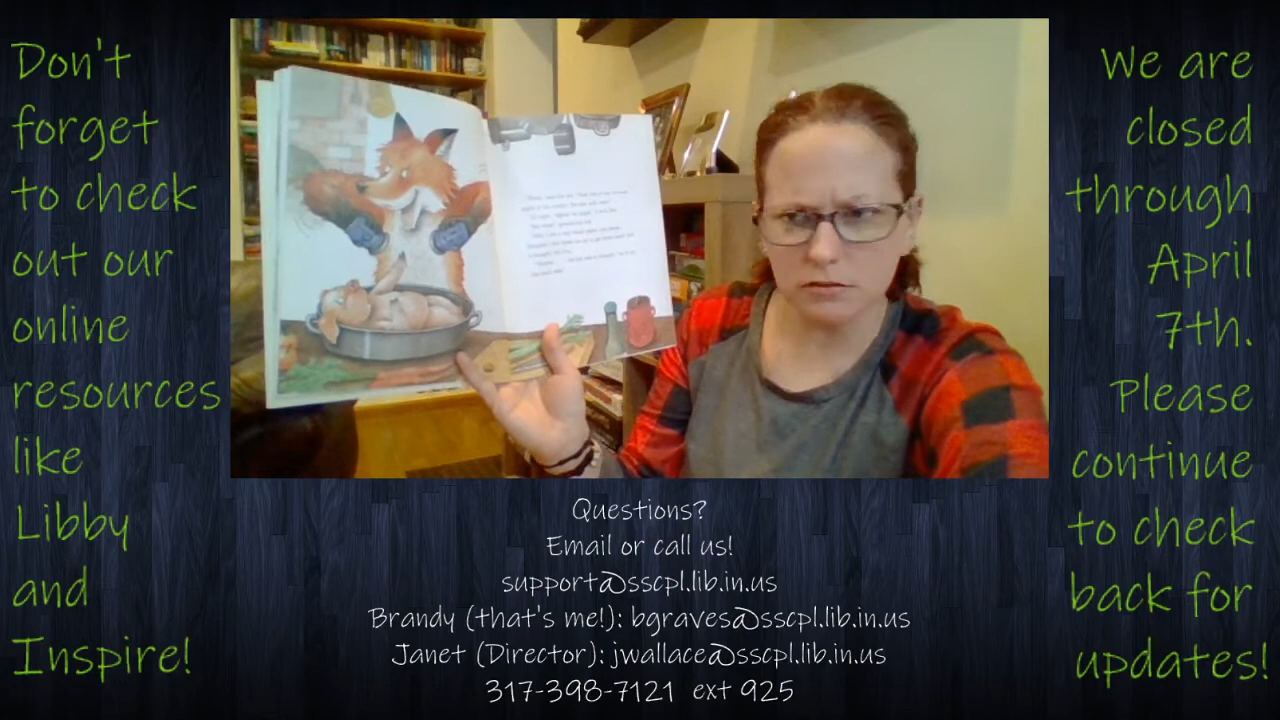 Don't
forget
to check
out our
online
resources
like
Libby
and
Inspire!
We are
closed
through
April
7th.
Please
continue
to check
back for
updates!
Questions?
Email or call us!
support@sscpl.lib.in.us
Brandy (that's me!): bgraves@sscpl.lib.in.us
Janet (Director): jwallace@sscpl.lib.in.us
317-398-7121 ext 925